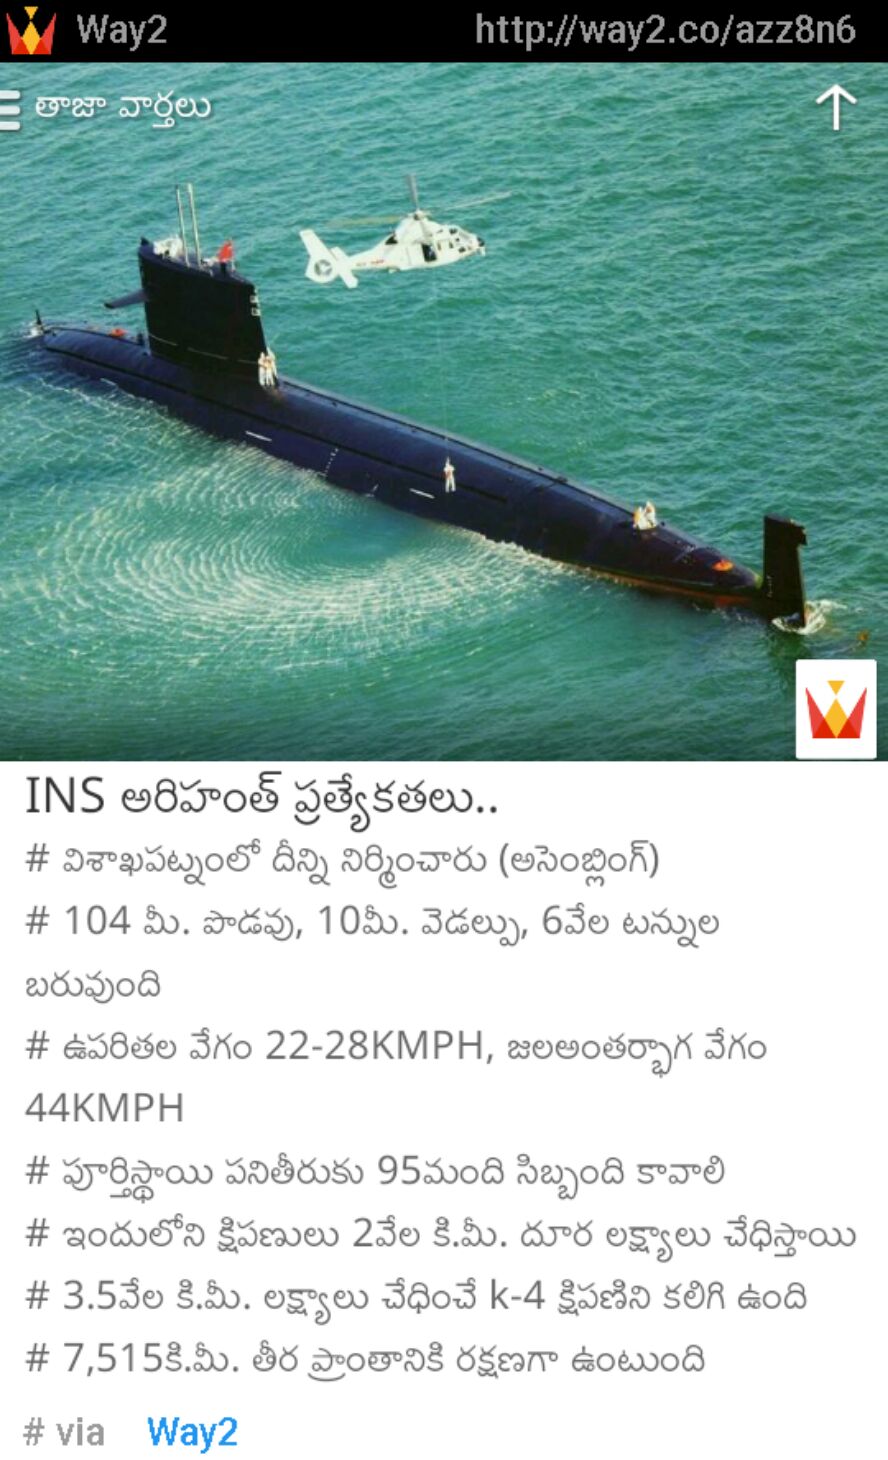 Way2 http://way2.co/azz8n6
తాజా వార్తలు
INS అరిహంత్ ప్రత్యేకతలు..
# విశాఖపట్నంలో దీన్ని నిర్మించారు (అసెంబ్లింగ్)
# 104 మీ. పొడవు, 10మీ. వెడల్పు, 6వేల టన్నుల
బరువుంది
# ఉపరితల వేగం 22-28KMPH, జలఅంతర్భాగ వేగం
44KMPH
# పూర్తిస్థాయి పనితీరుకు 95మంది సిబ్బంది కావాలి
# ఇందులోని క్షిపణులు 2వేల కి.మీ. దూర లక్ష్యాలు చేధిస్తాయి
# 3.5వేల కి.మీ. లక్ష్యాలు చేధించే k-4 క్షిపణిని కలిగి ఉంది
# 7,515కి.మీ. తీర ప్రాంతానికి రక్షణగా ఉంటుంది
# via Way2